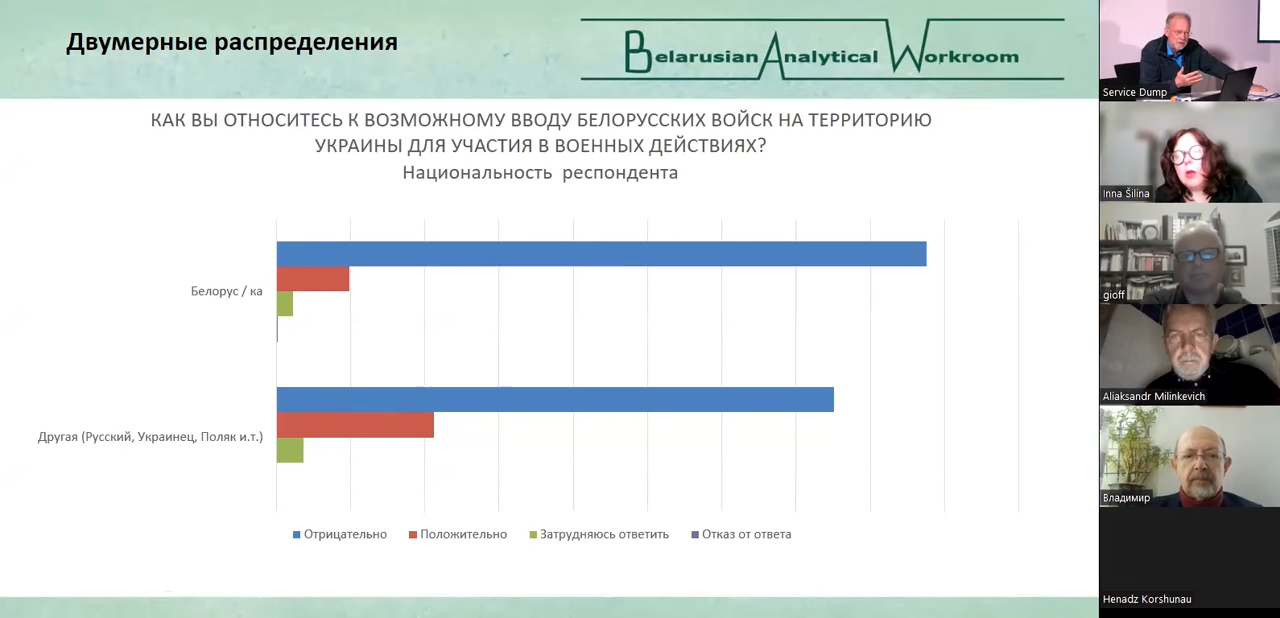 Двумерные распределения
Belarusian Analytical Workroom
КАК ВЫ ОТНОСИТЕСЬ К ВОЗМОЖНОМУ ВВОДУ БЕЛОРУССКИХ ВОЙСК НА ТЕРРИТОРИЮ
УКРАИНЫ ДЛЯ УЧАСТИЯ В ВОЕННЫХ ДЕЙСТВИЯХ?
Национальность респондента
Белорус / ка
Другая (Русский, Украинец, Поляк и.т.)
Отрицательно Положительно Затрудняюсь ответить Отказ от ответа
Service Dump
Inna Šilina
gioff
Aliaksandr Milinkevich
Владимир
Henadz Korshunau